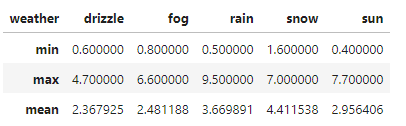 weather drizzle fog rain snow sun
min 0.600000 0.800000 0.500000 1.600000 0.400000
max 4.700000 6.600000 9.500000 7.000000 7.700000
mean 2.367925 2.481188 3.669891 4.411538 2.956406